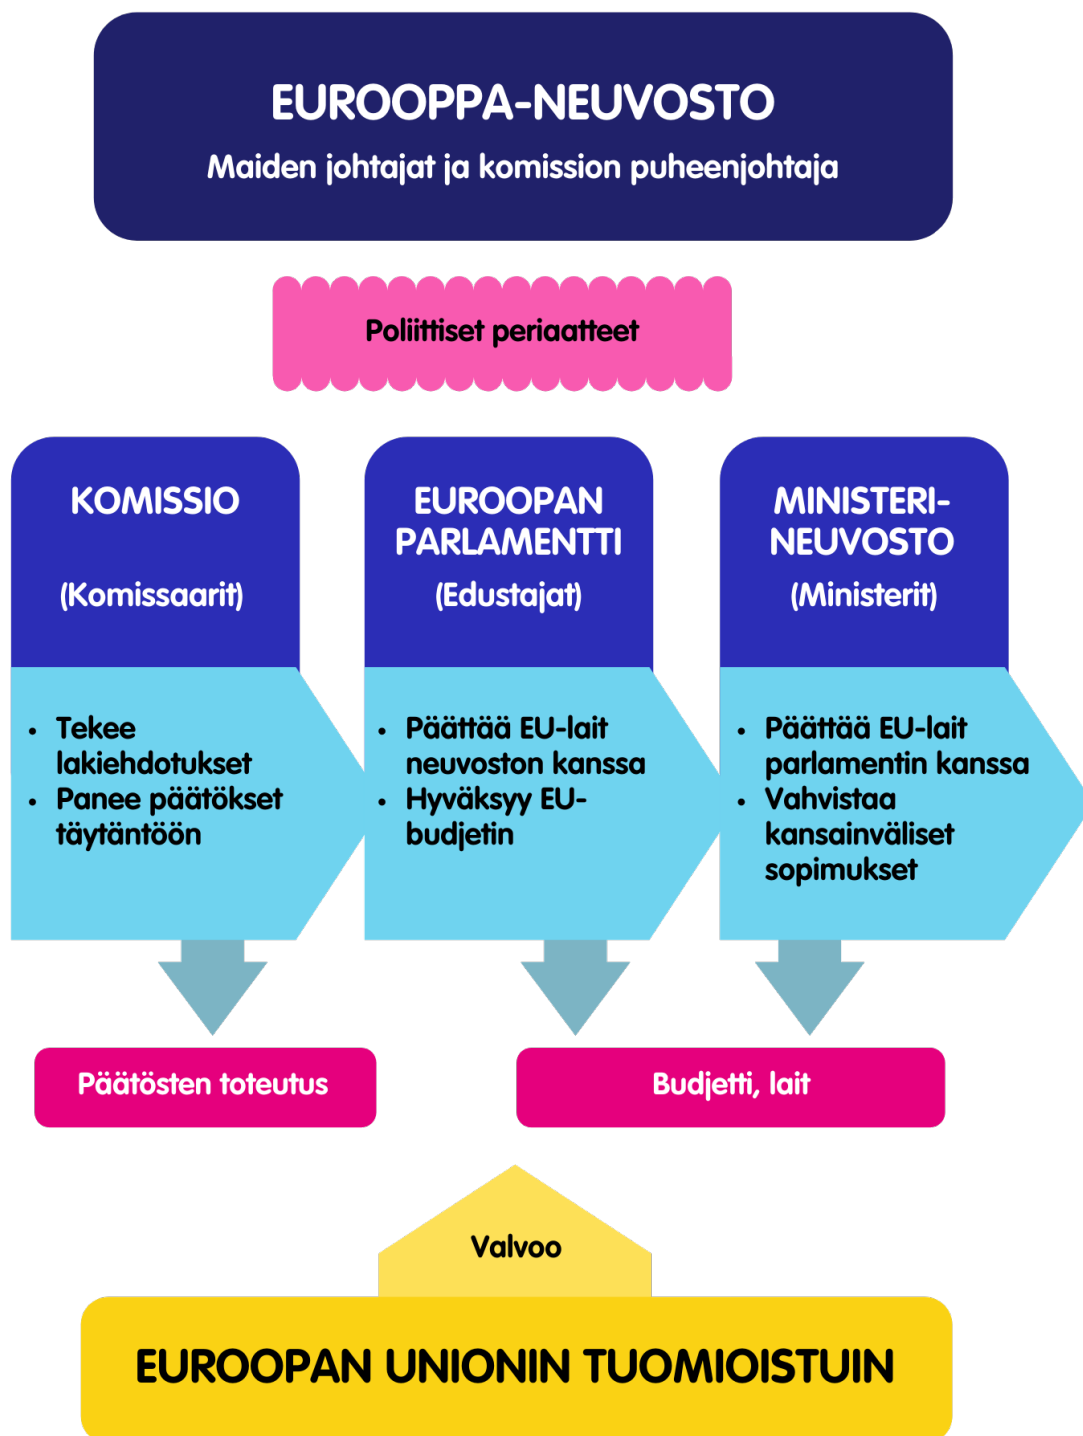 EUROOPPA-NEUVOSTO
Maiden johtajat ja komission puheenjohtaja
Poliittiset periaatteet
KOMISSIO
(Komissaarit)
• Tekee
lakiehdotukset
• Panee päätökset
täytäntöön
EUROOPAN
PARLAMENTTI
(Edustajat)
• Päättää EU-lait
neuvoston kanssa
• Hyväksyy EU-
budjetin
MINISTERI-
NEUVOSTO
(Ministerit)
• Päättää EU-lait
parlamentin kanssa
• Vahvistaa
kansainväliset
sopimukset
Päätösten toteutus
Budjetti, lait
Valvoo
EUROOPAN UNIONIN TUOMIOISTUIN